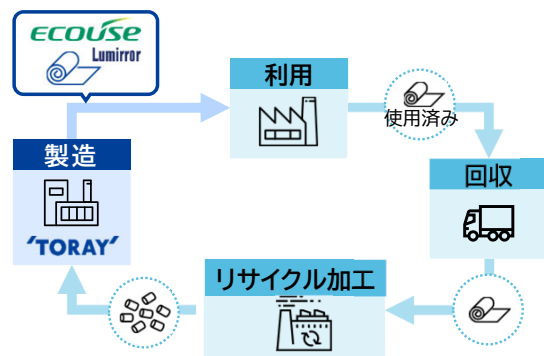 ECOUSE
Lumirror
利用
使用済み
製造
回収
'TORAY'
リサイクル加工